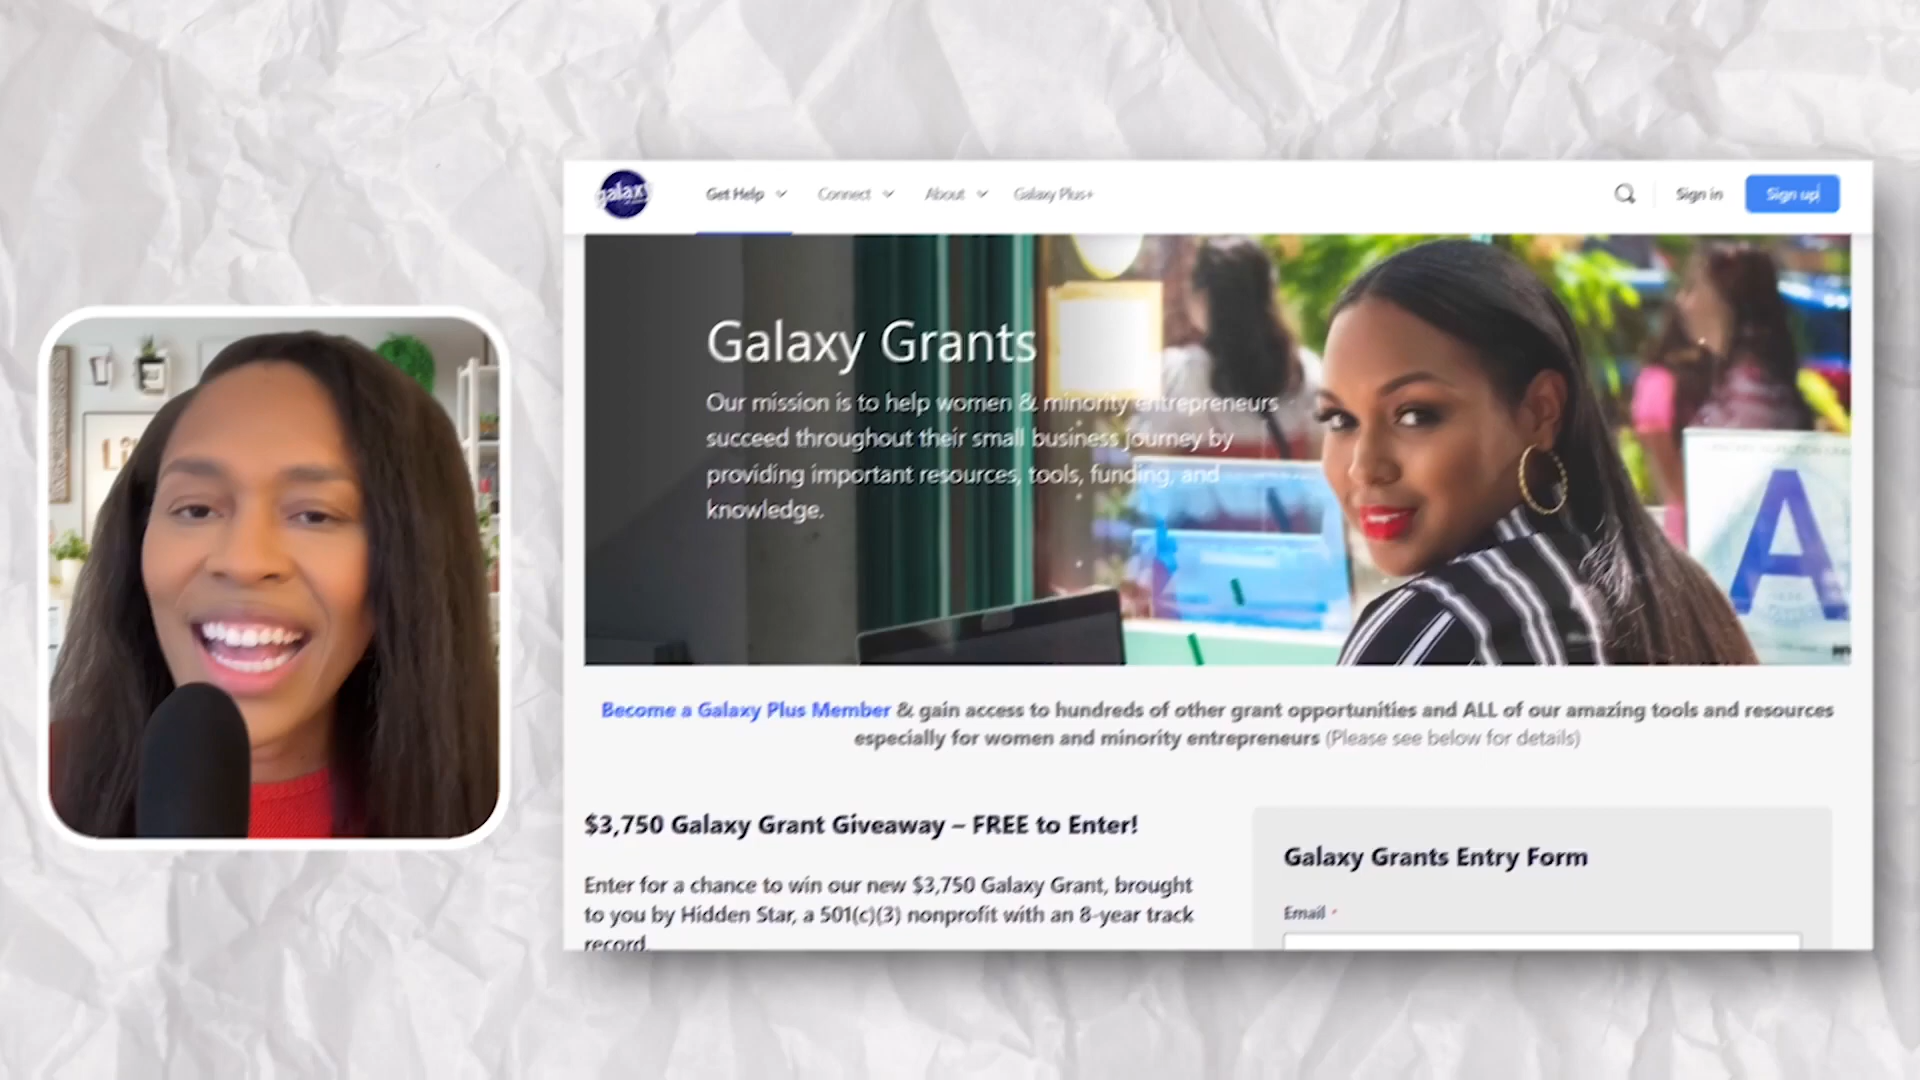 galaxy
Get Help
Connect
About
Galaxy Plus+
Sign in
Sign up
Galaxy Grants
Our mission is to help women & minority entrepreneurs
succeed throughout their small business journey by
providing important resources, tools, funding, and
knowledge.
A
Become a Galaxy Plus Member & gain access to hundreds of other grant opportunities and ALL of our amazing tools and resources
especially for women and minority entrepreneurs (Please see below for details)
$3,750 Galaxy Grant Giveaway – FREE to Enter!
Enter for a chance to win our new $3,750 Galaxy Grant, brought
to you by Hidden Star, a 501(c)(3) nonprofit with an 8-year track
record.
Galaxy Grants Entry Form
Email *